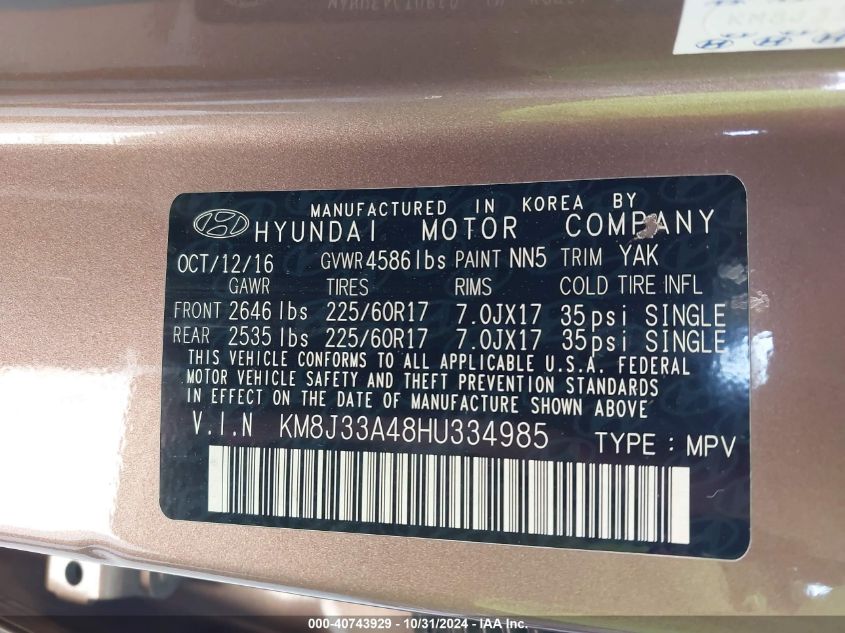 MANUFACTURED IN KOREA BY
HYUNDAI MOTOR COMPANY
OCT/12/16 GVWR 4586lbs PAINT NN5 TRIM YAK
GAWR TIRES RIMS COLD TIRE INFL
FRONT 2646 lbs 225/60R17 7.0JX17 35psi SINGLE
REAR 2535 lbs 225/60R17 7.0JX17 35psi SINGLE
THIS VEHICLE CONFORMS TO ALL APPLICABLE U.S.A. FEDERAL
MOTOR VEHICLE SAFETY AND THEFT PREVENTION STANDARDS
IN EFFECT ON THE DATE OF MANUFACTURE SHOWN ABOVE
V.I.N KM8J33A48HU334985 TYPE : MPV
000-40743929 - 10/31/2024 - IAA Inc.